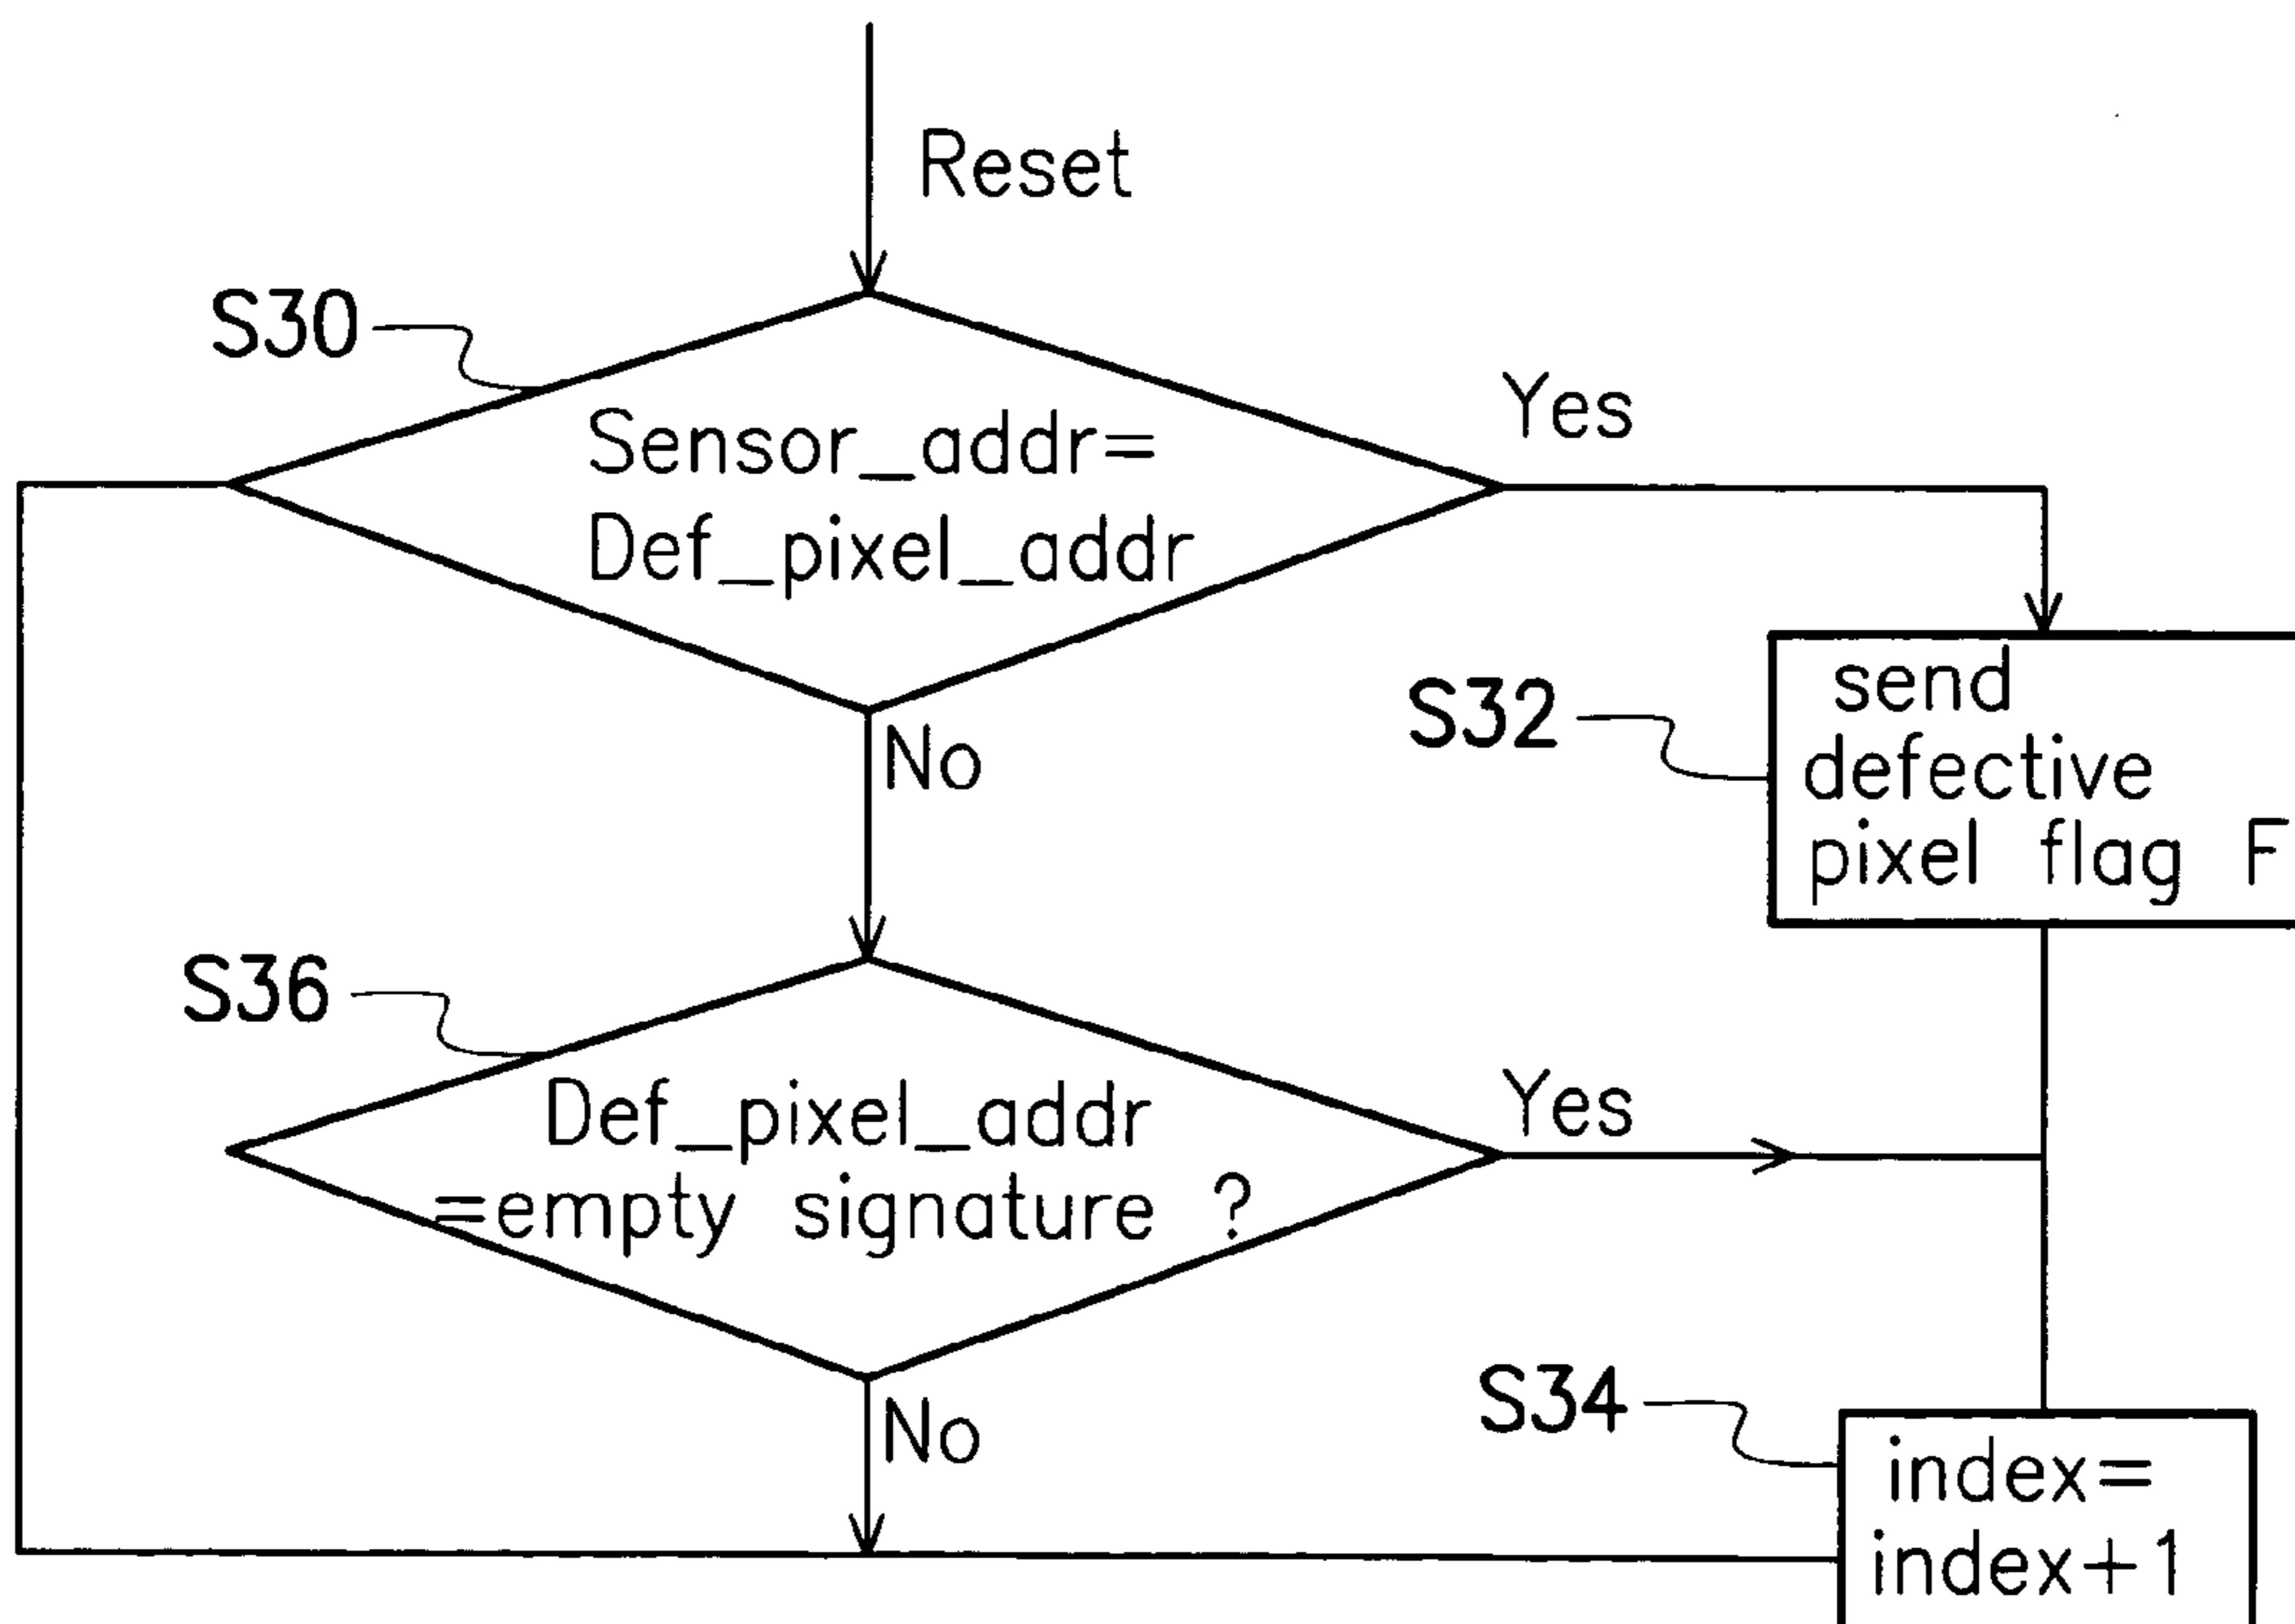 Reset
S30
Sensor_addr=
Def_pixel_addr
Yes
No
S32
send
defective
pixel flag F
S36
Def_pixel_addr
=empty signature ?
Yes
No
S34
index=
index+1